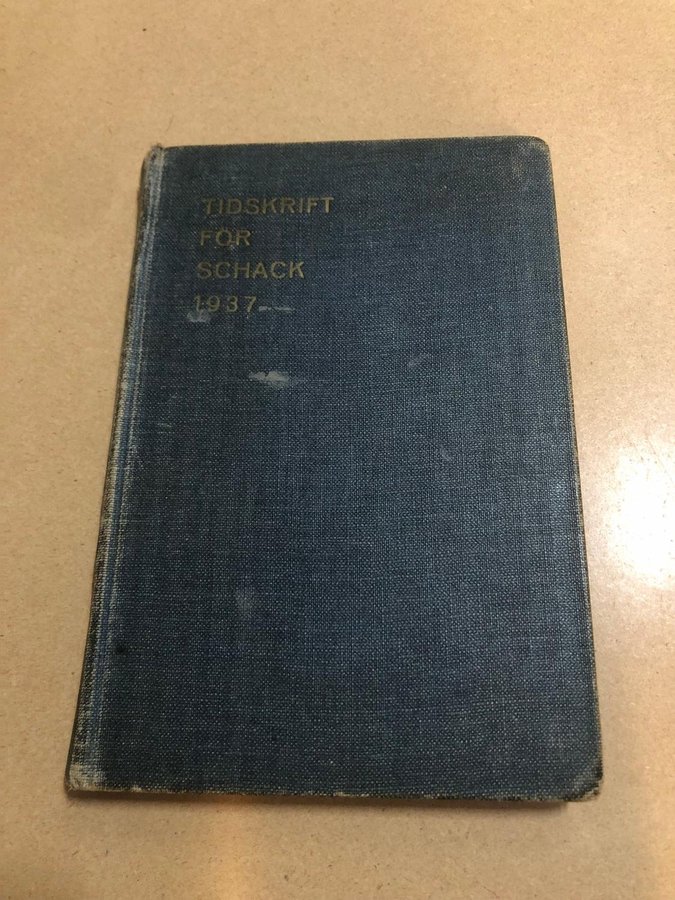 TIDSKRIFT
FÖR
SCHACK
1937